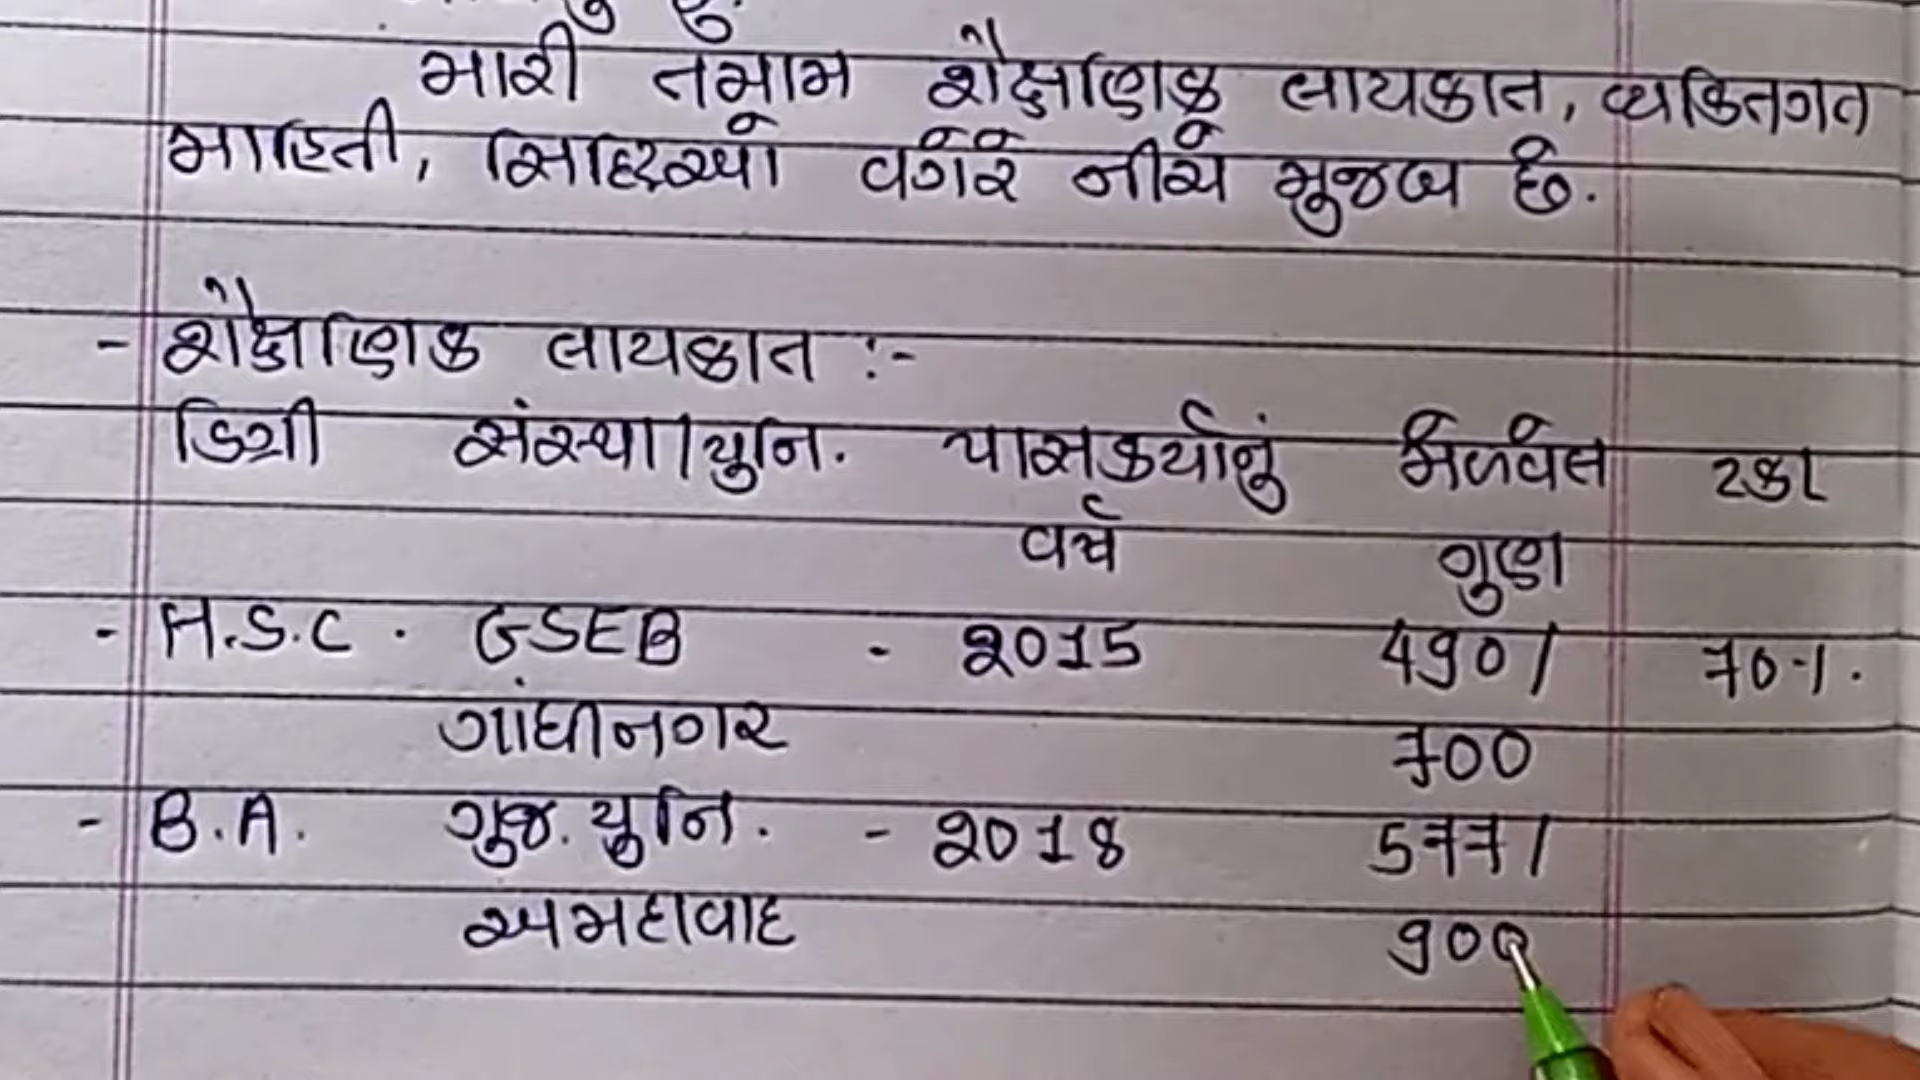 મારી તમામ શૈક્ષણિક લાયકાત, વ્યક્તિગત
માહિતી, સિદ્ધિઓ વગેરે નીચે મુજબ છે.
- શૈક્ષણિક લાયકાત :-
ડિગ્રી સંસ્થા/યુનિ. પાસકર્યાનું મેળવેલ ટકા
વર્ષ ગુણ
- H.S.C. GSEB - 2015 490/ 70%.
ગાંધીનગર 700
- B.A. ગુજ. યુનિ. - 2018 577/
અમદાવાદ 900